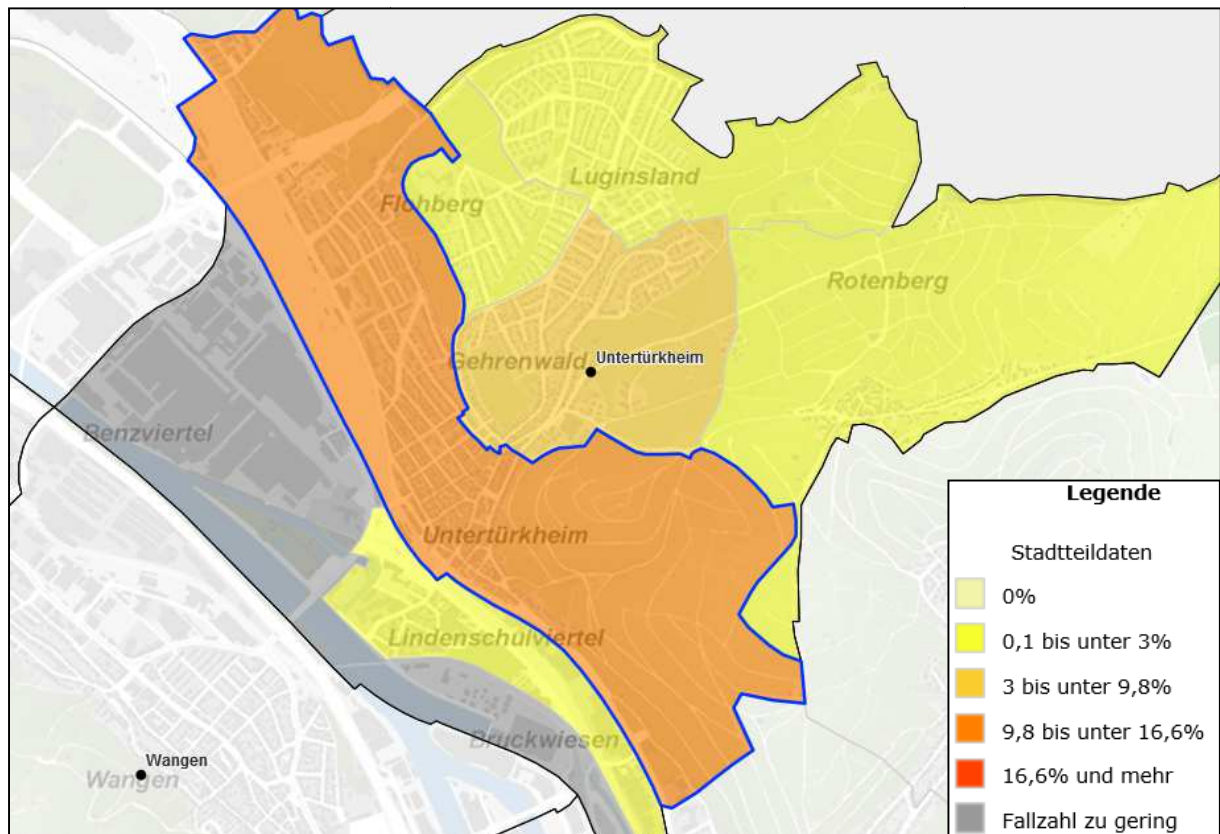 Luginsland
Flohberg
Rotenberg
Gehrenwald
Untertürkheim
Benzviertel
Untertürkheim
Lindenschulviertel
Bruckwiesen
Wangen
Wangen
Legende
Stadtteildaten
0%
0,1 bis unter 3%
3 bis unter 9,8%
9,8 bis unter 16,6%
16,6% und mehr
Fallzahl zu gering